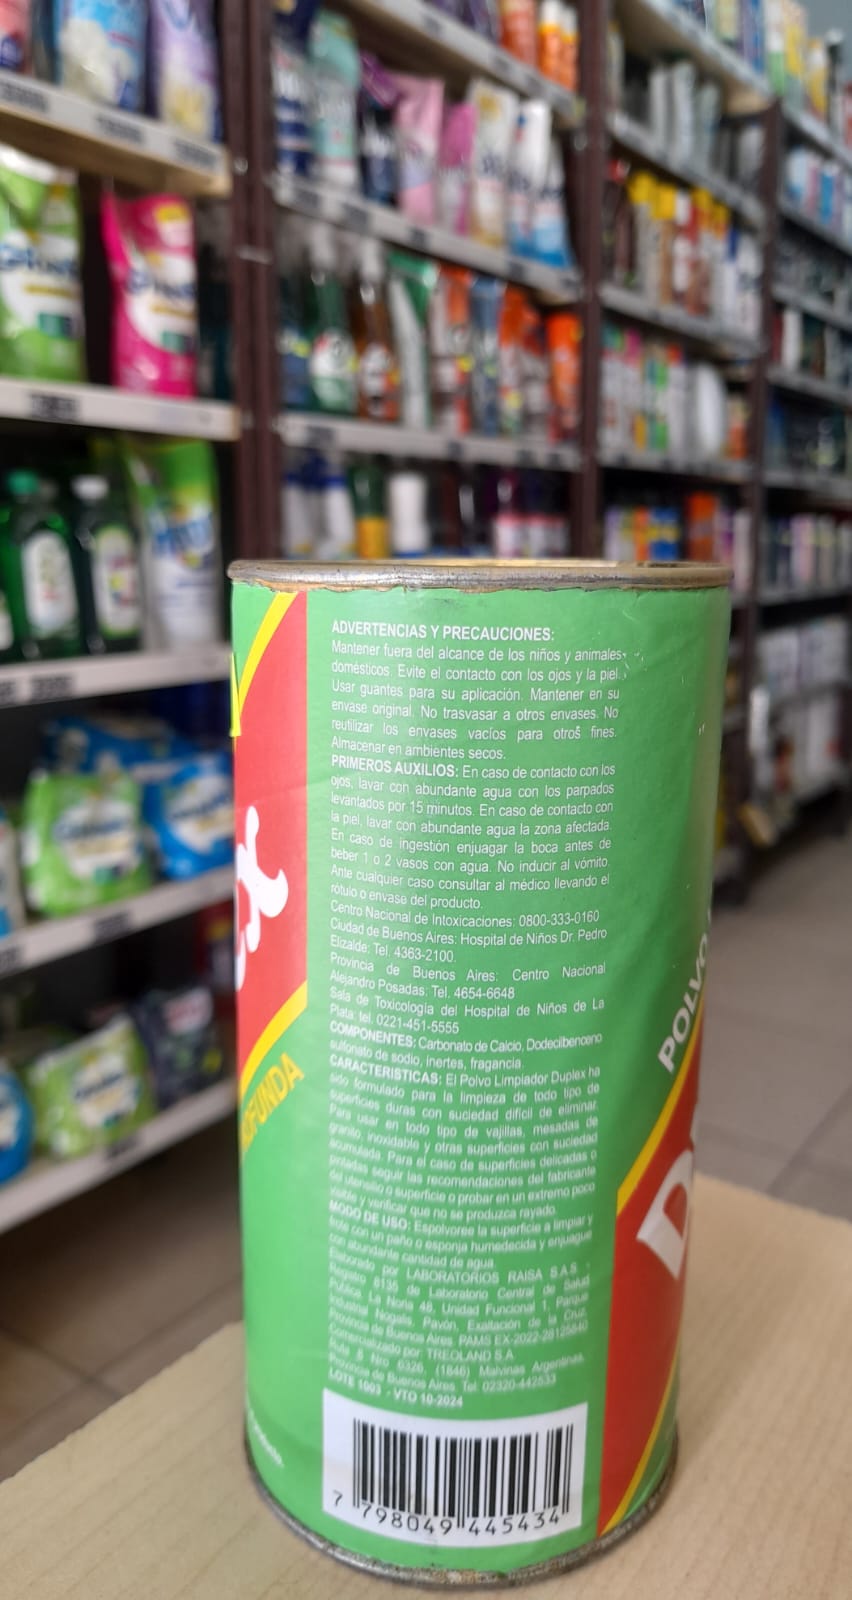 ADVERTENCIAS Y PRECAUCIONES:
Mantener fuera del alcance de los niños y animales
domésticos. Evite el contacto con los ojos y la piel.
Usar guantes para su aplicación. Mantener en su
envase original. No trasvasar a otros envases. No
reutilizar los envases vacíos para otros fines.
Almacenar en ambientes secos.
PRIMEROS AUXILIOS: En caso de contacto con los
ojos, lavar con abundante agua con los parpados
levantados por 15 minutos. En caso de contacto con
la piel, lavar con abundante agua la zona afectada.
En caso de ingestión enjuagar la boca antes de
beber 1 o 2 vasos con agua. No inducir al vómito.
Ante cualquier caso consultar al médico llevando el
rótulo o envase del producto.
Centro Nacional de Intoxicaciones: 0800-333-0160
Ciudad de Buenos Aires: Hospital de Niños Dr. Pedro
Elizalde: Tel. 4363-2100.
Provincia de Buenos Aires: Centro Nacional
Alejandro Posadas: Tel. 4654-6648
Sala de Toxicología del Hospital de Niños de La
Plata: tel. 0221-451-5555
COMPONENTES: Carbonato de Calcio, Dodecilbenceno
sulfonato de sodio, inertes, fragancia.
CARACTERISTICAS: El Polvo Limpiador Duplex ha
sido formulado para la limpieza de todo tipo de
superficies duras con suciedad difícil de eliminar.
Para usar en todo tipo de vajillas, mesadas de
granito, inoxidable y otras superficies con suciedad
acumulada. Para el caso de superficies delicadas o
pintadas seguir las recomendaciones del fabricante
del utensilio o superficie o probar en un extremo poco
visible y verificar que no se produzca rayado.
MODO DE USO: Espolvoree la superficie a limpiar y
frote con un paño o esponja humedecida y enjuague
con abundante cantidad de agua.
Elaborado por LABORATORIOS RAISA S.A.S -
Registro 8135 de Laboratorio Central de Salud
Pública. La Noria 48, Unidad Funcional 1, Parque
Industrial Nogalis, Pavón, Exaltación de la Cruz,
Provincia de Buenos Aires. PAMS EX-2022-28125640
Comercializado por: TREOLAND S.A.
Ruta 8 Nro 6326, (1846) Malvinas Argentinas,
Provincia de Buenos Aires. Tel: 02320-442533
LOTE 1003 - VTO 10-2024
7 798049 445434
OFUNDA
POLVO